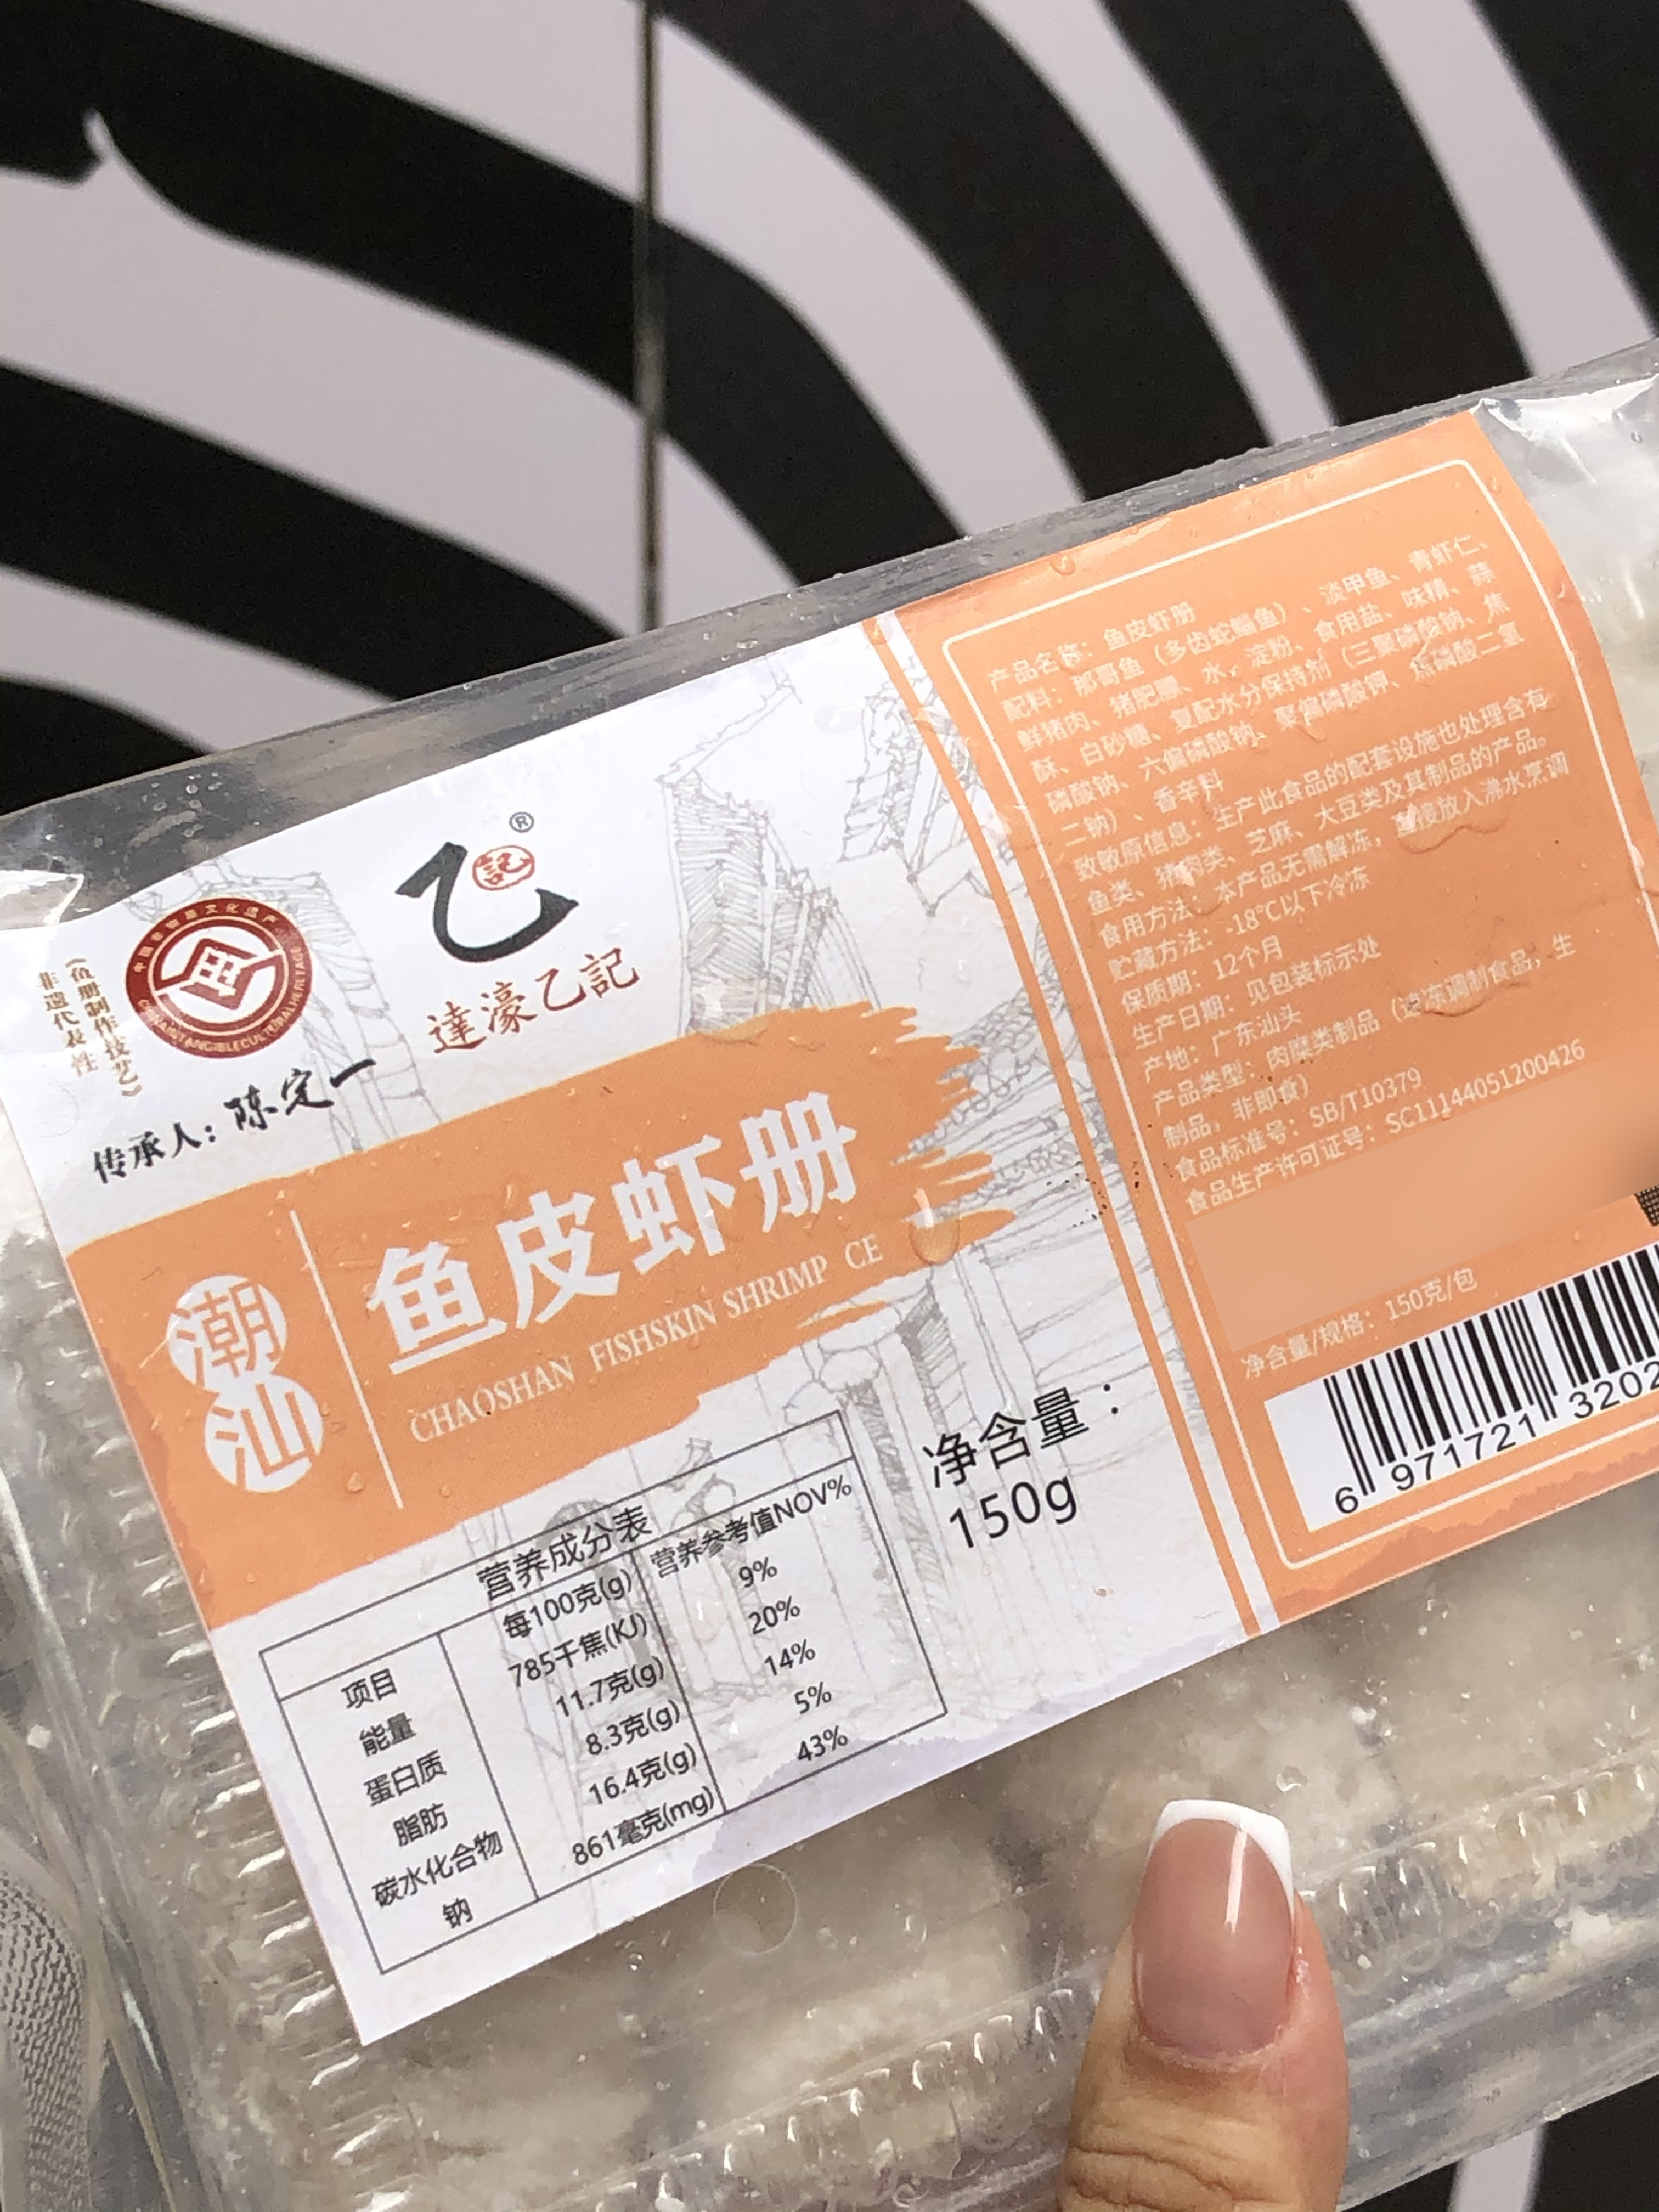 《鱼册制作技艺》
非遗代表性
中国非物质文化遗产
CHINA INTANGIBLE CULTURAL HERITAGE
传承人：陈定一
乙記®
達濠乙記
潮汕
鱼皮虾册
CHAOSHAN FISHSKIN SHRIMP CE
净含量：
150g
营养成分表
项目 每100克(g) 营养参考值NOV%
能量 785千焦(KJ) 9%
蛋白质 11.7克(g) 20%
脂肪 8.3克(g) 14%
碳水化合物 16.4克(g) 5%
钠 861毫克(mg) 43%
产品名称：鱼皮虾册
配料：那哥鱼（多齿蛇鲻鱼）、淡甲鱼、青虾仁、
鲜猪肉、猪肥膘、水、淀粉、食用盐、味精、蒜
酥、白砂糖、复配水分保持剂（三聚磷酸钠、焦
磷酸钠、六偏磷酸钠、聚偏磷酸钾、焦磷酸二氢
二钠）、香辛料
致敏原信息：生产此食品的配套设施也处理含有
鱼类、猪肉类、芝麻、大豆类及其制品的产品。
食用方法：本产品无需解冻，直接放入沸水烹调
贮藏方法：-18°C以下冷冻
保质期：12个月
生产日期：见包装标示处
产地：广东汕头
产品类型：肉糜类制品（速冻调制食品，生
制品，非即食）
食品标准号：SB/T10379
食品生产许可证号：SC11144051200426
净含量/规格：150克/包
6 971721 3202